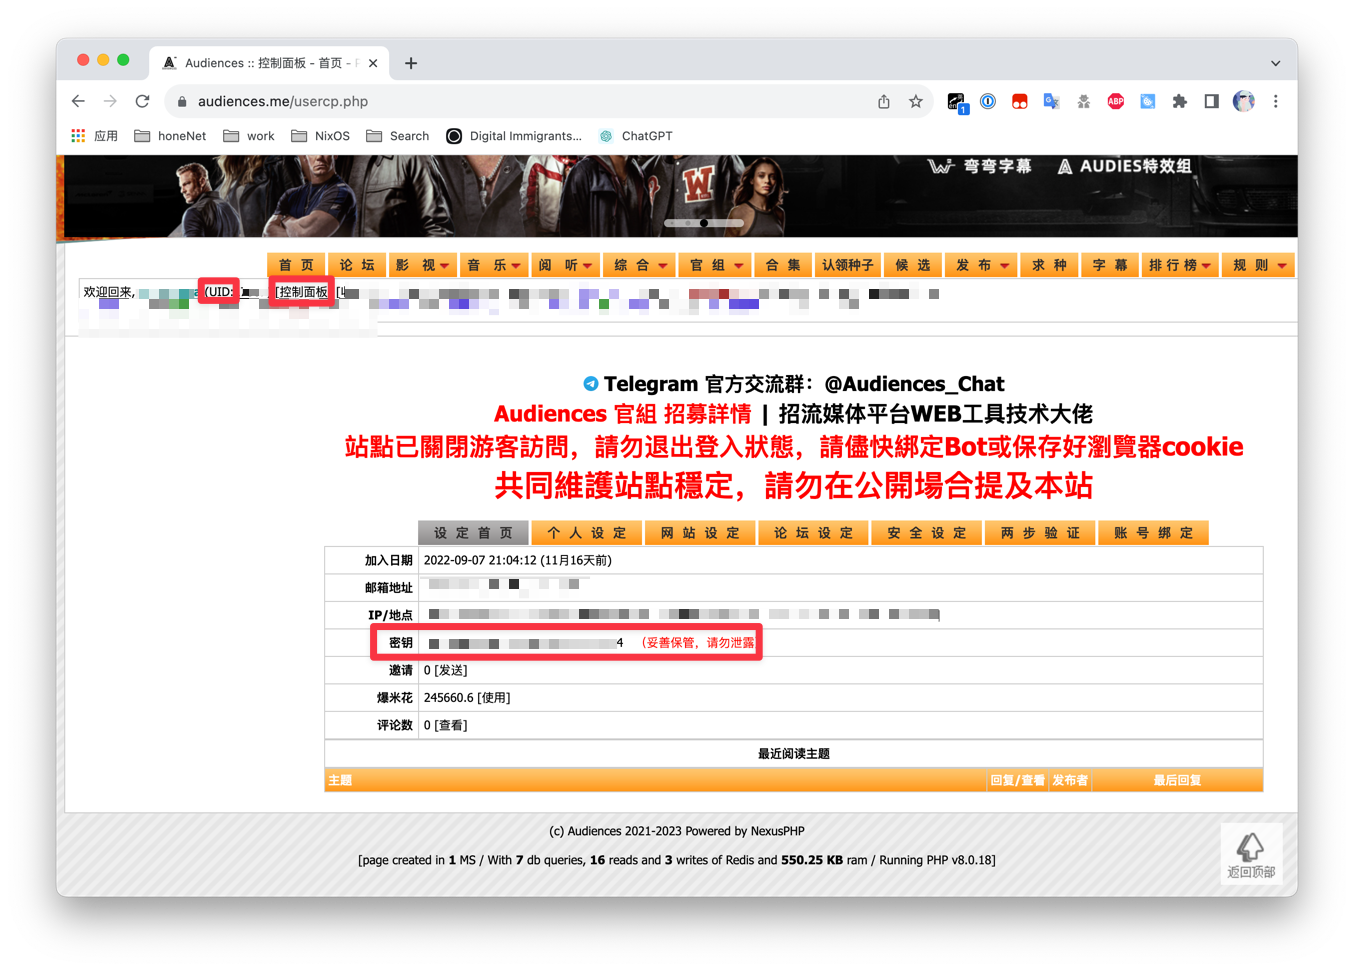 Audiences :: 控制面板 - 首页 - P
audiences.me/usercp.php
1
ABP
应用
honeNet
work
NixOS
Search
Digital Immigrants...
ChatGPT
弯弯字幕
AUDIES特效组
W
首 页
论 坛
影 视
音 乐
阅 听
综 合
官 组
合 集
认领种子
候 选
发 布
求 种
字 幕
排行榜
规 则
欢迎回来,
(UID:
[控制面板]
Telegram 官方交流群：@Audiences_Chat
Audiences 官組 招募詳情 | 招流媒体平台WEB工具技术大佬
站點已關閉游客訪問，請勿退出登入狀態，請儘快綁定Bot或保存好瀏覽器cookie
共同維護站點穩定，請勿在公開場合提及本站
设 定 首 页
个 人 设 定
网 站 设 定
论 坛 设 定
安 全 设 定
两 步 验 证
账 号 绑 定
加入日期 2022-09-07 21:04:12 (11月16天前)
邮箱地址
IP/地点
密钥 4 （妥善保管，请勿泄露
邀请 0 [发送]
爆米花 245660.6 [使用]
评论数 0 [查看]
最近阅读主题
主题 回复/查看 发布者 最后回复
(c) Audiences 2021-2023 Powered by NexusPHP
[page created in 1 MS / With 7 db queries, 16 reads and 3 writes of Redis and 550.25 KB ram / Running PHP v8.0.18]
返回顶部